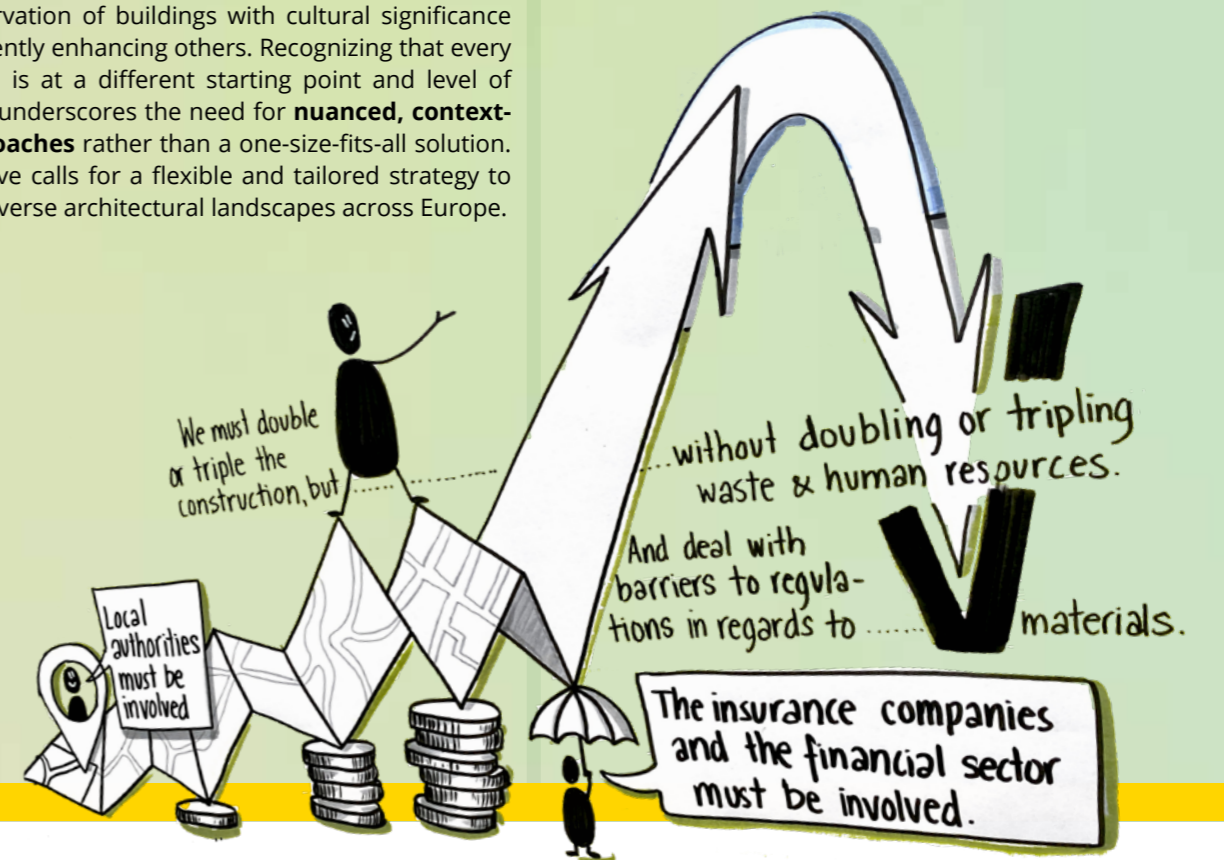 rvation of buildings with cultural significance
ently enhancing others. Recognizing that every
is at a different starting point and level of
underscores the need for nuanced, context-
oaches rather than a one-size-fits-all solution.
ve calls for a flexible and tailored strategy to
verse architectural landscapes across Europe.
We must double
or triple the
construction, but ..............
....without doubling or tripling
waste & human resources.
And deal with
barriers to regula-
tions in regards to ........ materials.
Local
authorities
must be
involved
The insurance companies
and the financial sector
must be involved.